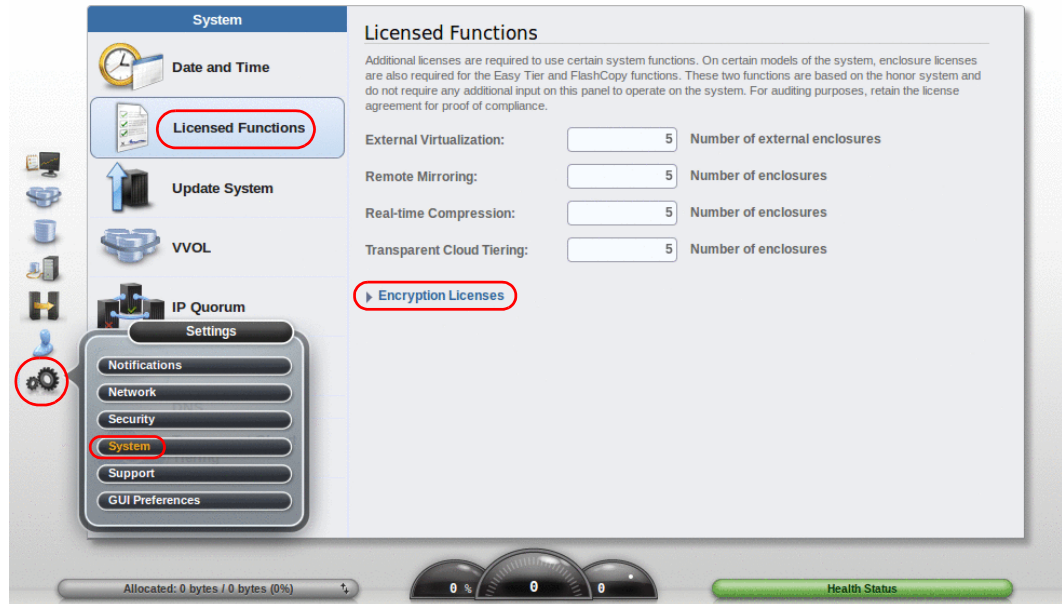 System
Date and Time
Licensed Functions
Update System
VVOL
IP Quorum
Settings
Notifications
Network
Security
System
Support
GUI Preferences
Licensed Functions
Additional licenses are required to use certain system functions. On certain models of the system, enclosure licenses
are also required for the Easy Tier and FlashCopy functions. These two functions are based on the honor system and
do not require any additional input on this panel to operate on the system. For auditing purposes, retain the license
agreement for proof of compliance.
External Virtualization: 5 Number of external enclosures
Remote Mirroring: 5 Number of enclosures
Real-time Compression: 5 Number of enclosures
Transparent Cloud Tiering: 5 Number of enclosures
Encryption Licenses
Allocated: 0 bytes / 0 bytes (0%)
0 % 0 0
Health Status